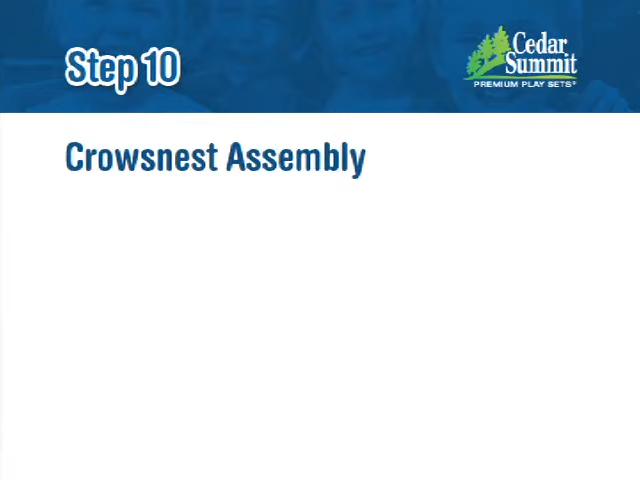 Step 10
Cedar
Summit
PREMIUM PLAY SETS®
Crowsnest Assembly